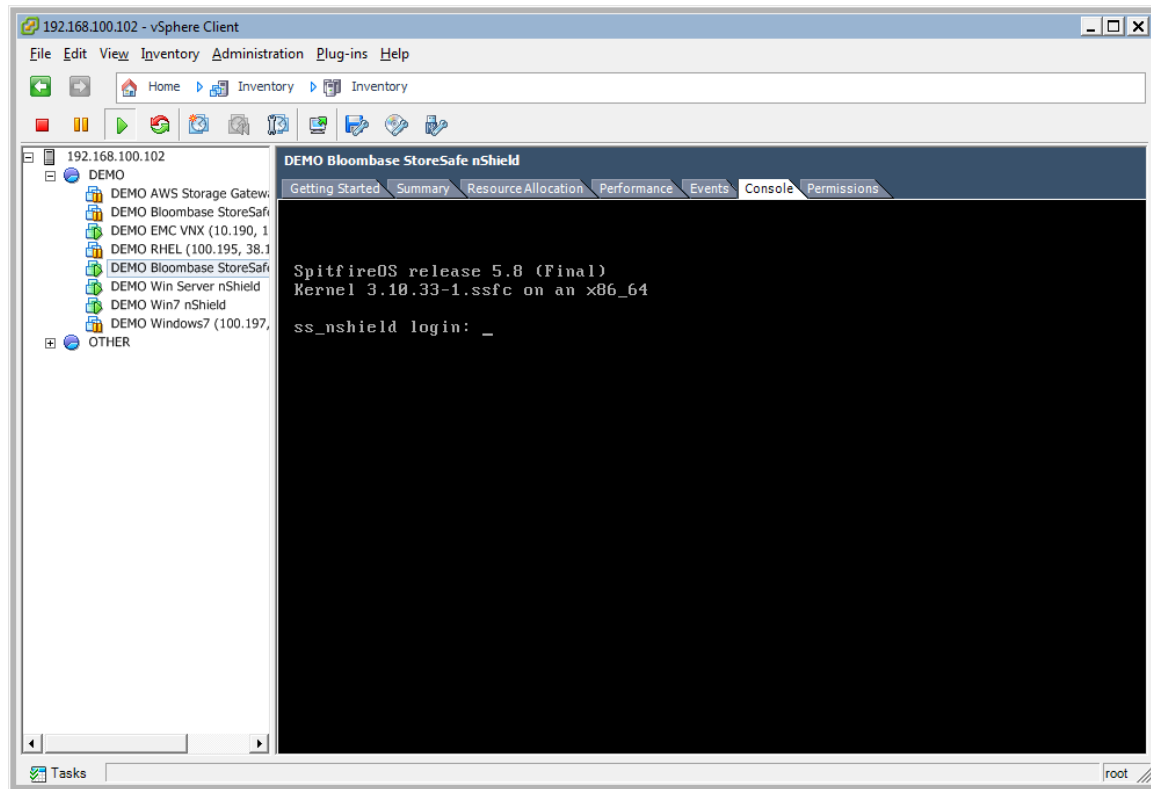 192.168.100.102 - vSphere Client
File Edit View Inventory Administration Plug-ins Help
Home Inventory Inventory
192.168.100.102
DEMO
DEMO AWS Storage Gatew
DEMO Bloombase StoreSaf
DEMO EMC VNX (10.190, 1
DEMO RHEL (100.195, 38.1
DEMO Bloombase StoreSaf
DEMO Win Server nShield
DEMO Win7 nShield
DEMO Windows7 (100.197,
OTHER
DEMO Bloombase StoreSafe nShield
Getting Started Summary Resource Allocation Performance Events Console Permissions
SpitfireOS release 5.8 (Final)
Kernel 3.10.33-1.ssfc on an x86_64
ss_nshield login: _
Tasks root